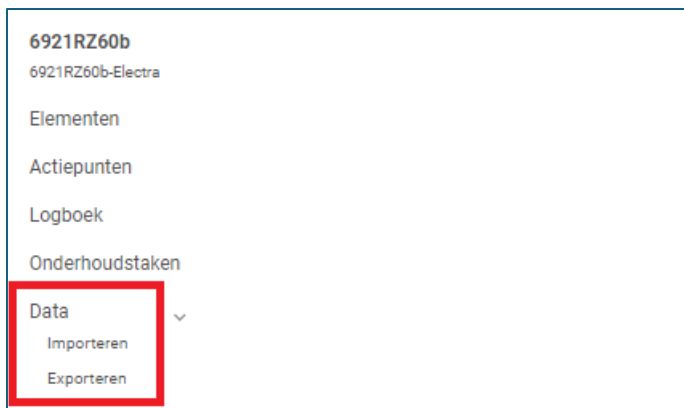 6921RZ60b
6921RZ60b-Electra
Elementen
Actiepunten
Logboek
Onderhoudstaken
Data
Importeren
Exporteren